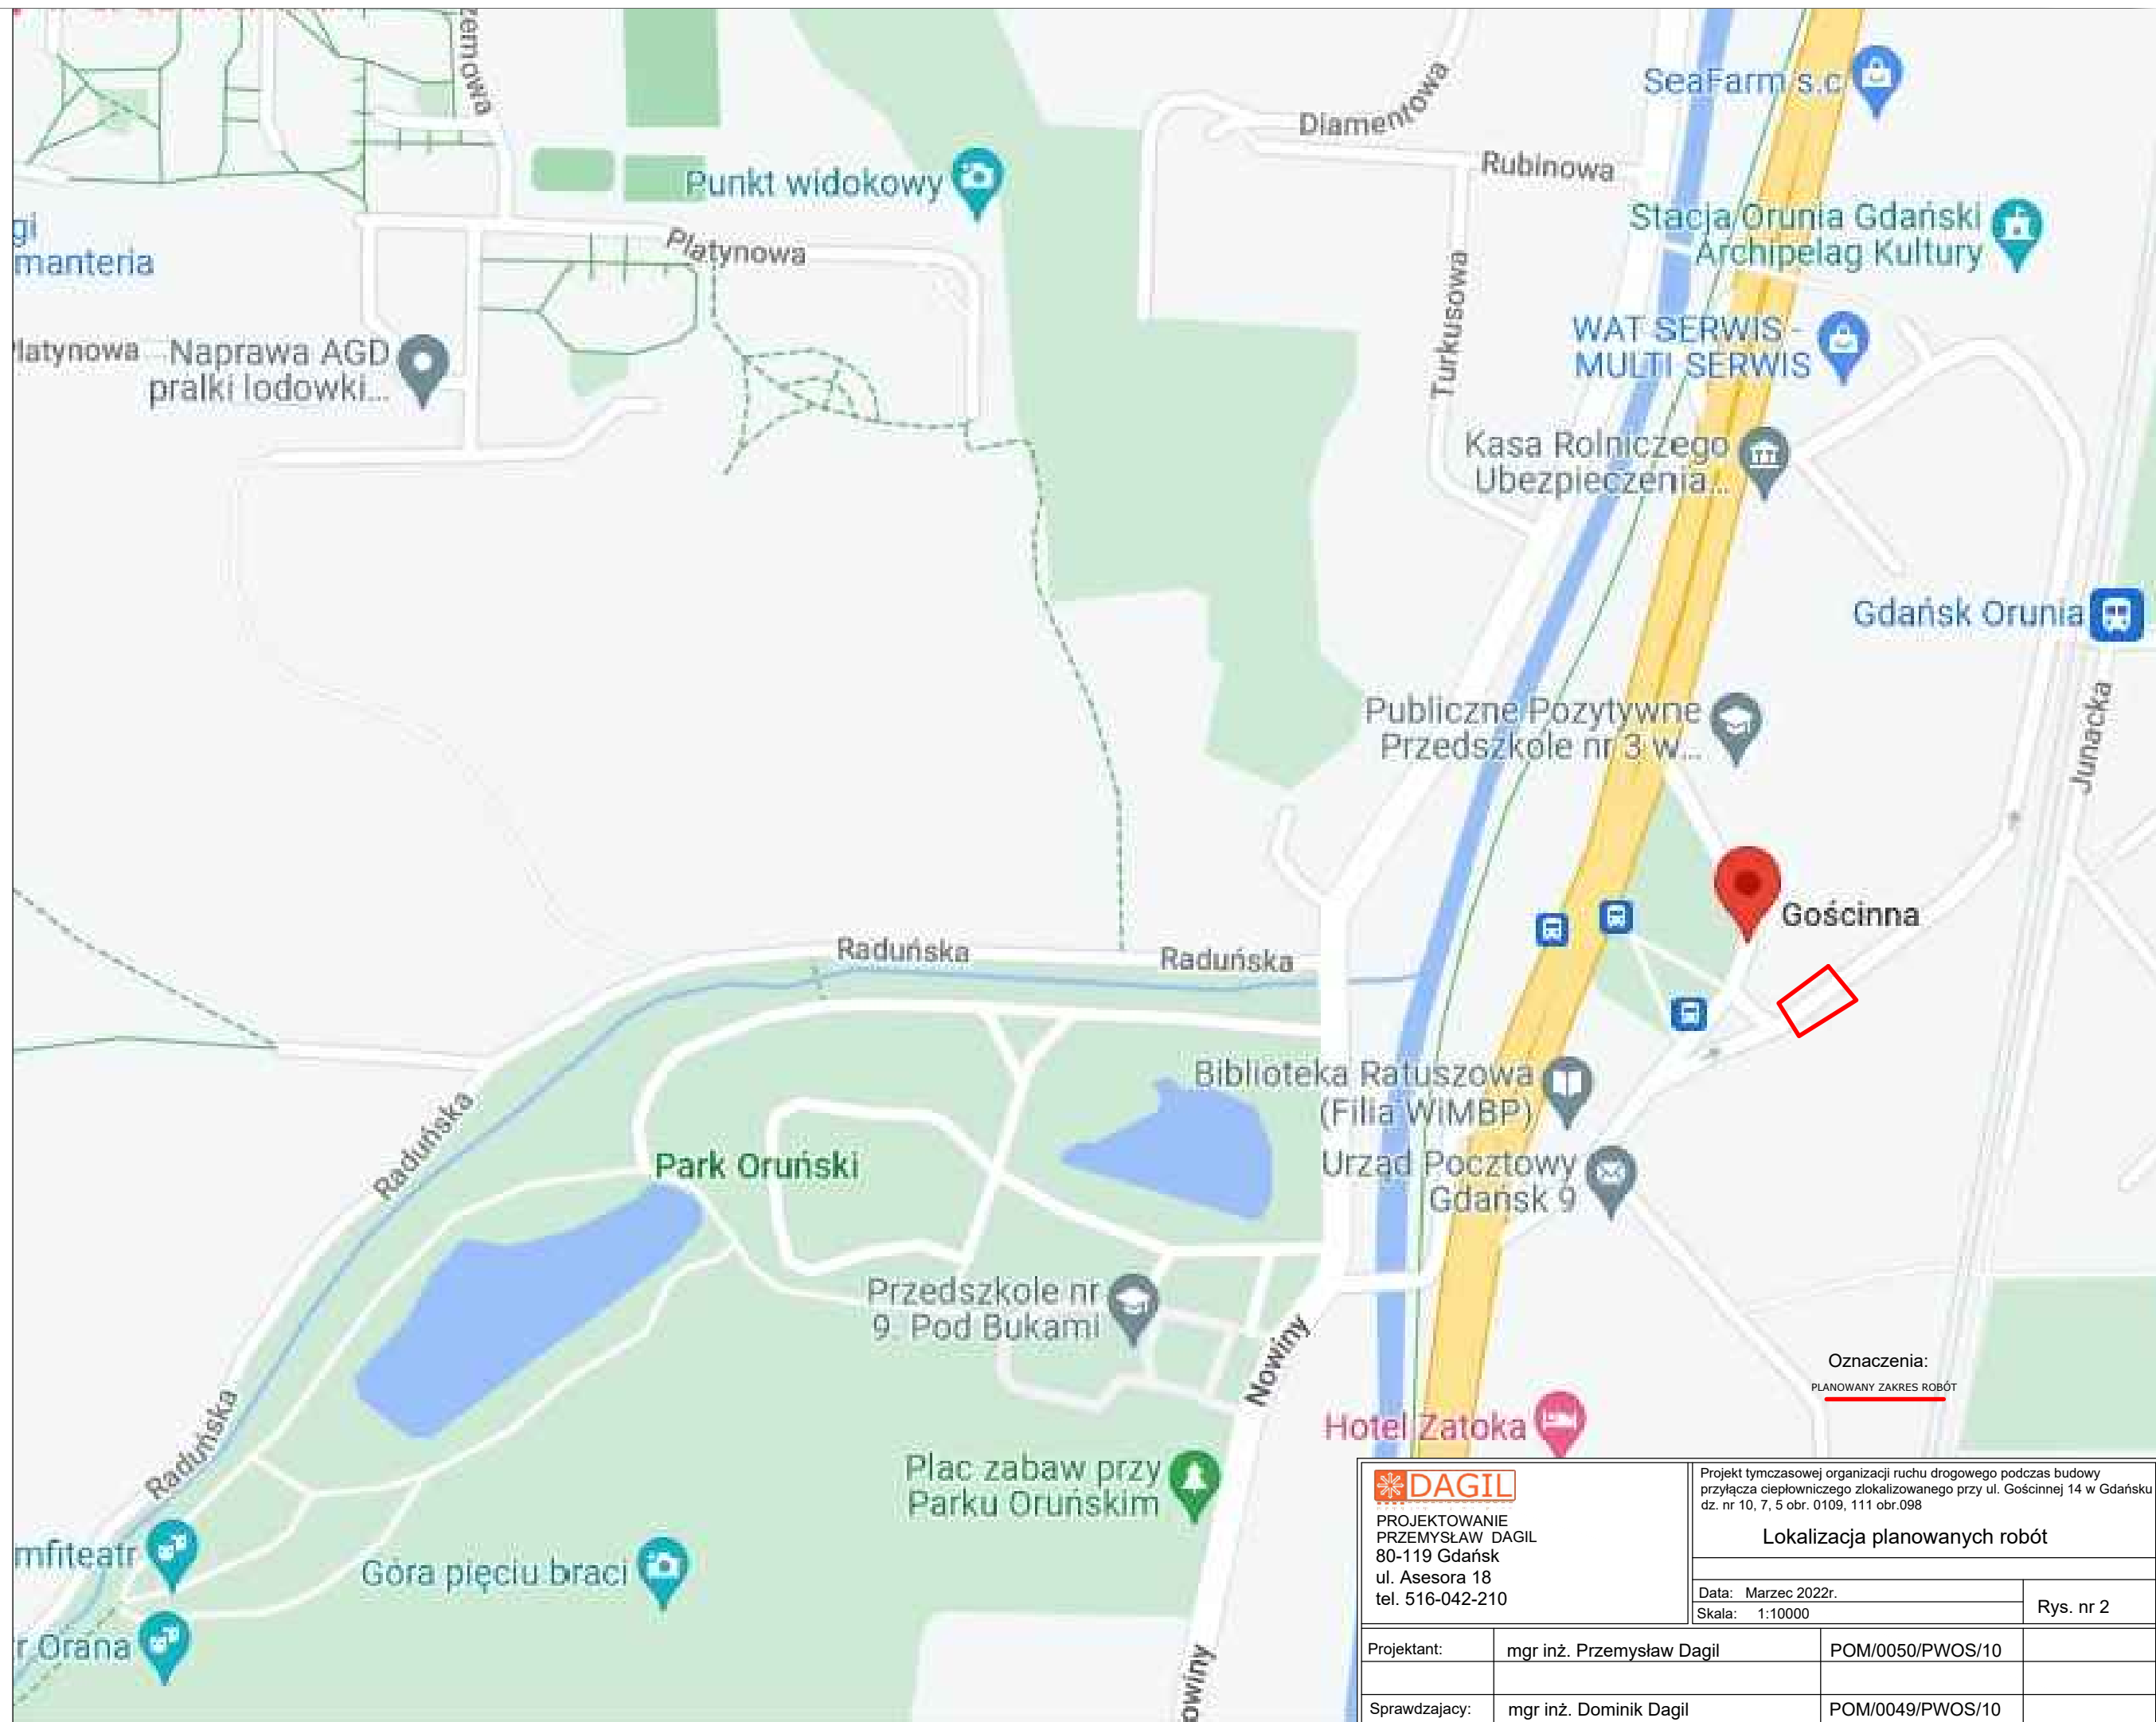 zemowa
Diamentowa
SeaFarm s.c
Rubinowa
Punkt widokowy
Stacja Orunia Gdański
Archipelag Kultury
gi
manteria
Platynowa
Turkusowa
WAT SERWIS -
MULTI SERWIS
latynowa
Naprawa AGD
pralki lodowki...
Kasa Rolniczego
Ubezpieczenia...
Gdańsk Orunia
Publiczne Pozytywne
Przedszkole nr 3 w...
Junacka
Gościnna
Raduńska
Raduńska
Biblioteka Ratuszowa
(Filia WiMBP)
Raduńska
Park Oruński
Urząd Pocztowy
Gdańsk 9
Przedszkole nr
9. Pod Bukami
Nowiny
Oznaczenia:
PLANOWANY ZAKRES ROBÓT
Hotel Zatoka
Raduńska
Plac zabaw przy
Parku Oruńskim
mfiteatr
Góra pięciu braci
r Orana
owiny
DAGIL
PROJEKTOWANIE
PRZEMYSŁAW DAGIL
80-119 Gdańsk
ul. Asesora 18
tel. 516-042-210
Projekt tymczasowej organizacji ruchu drogowego podczas budowy
przyłącza ciepłowniczego zlokalizowanego przy ul. Gościnnej 14 w Gdańsku
dz. nr 10, 7, 5 obr. 0109, 111 obr.098
Lokalizacja planowanych robót
Data: Marzec 2022r.
Skala: 1:10000
Rys. nr 2
Projektant: mgr inż. Przemysław Dagil POM/0050/PWOS/10
Sprawdzajacy: mgr inż. Dominik Dagil POM/0049/PWOS/10